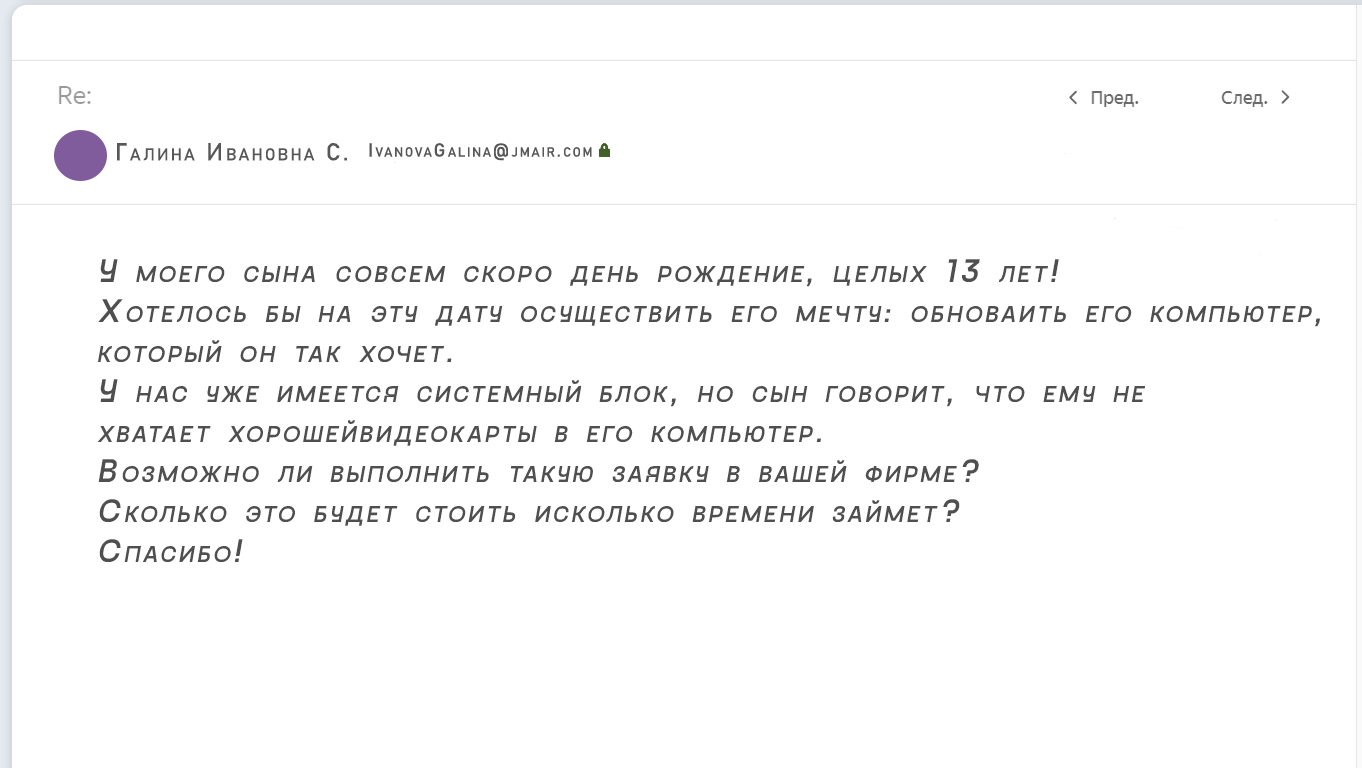 Re:
Пред. След.
Галина Ивановна С. IvanovaGalina@jmair.com
У моего сына совсем скоро день рождение, целых 13 лет!
Хотелось бы на эту дату осуществить его мечту: обноваить его компьютер,
который он так хочет.
У нас уже имеется системный блок, но сын говорит, что ему не
хватает хорошейвидеокарты в его компьютер.
Возможно ли выполнить такую заявку в вашей фирме?
Сколько это будет стоить исколько времени займет?
Спасибо!